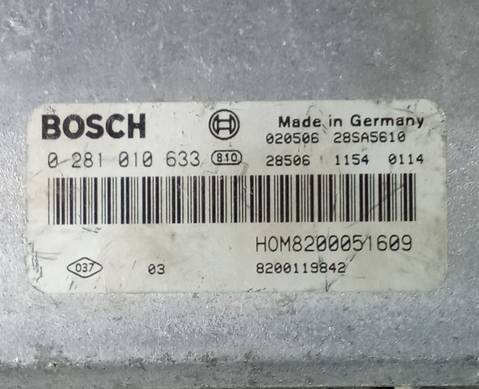 BOSCH
Made in Germany
020506 28SA5610
0 281 010 633 810
28506 1154 0114
HOM8200051609
037 03 8200119842